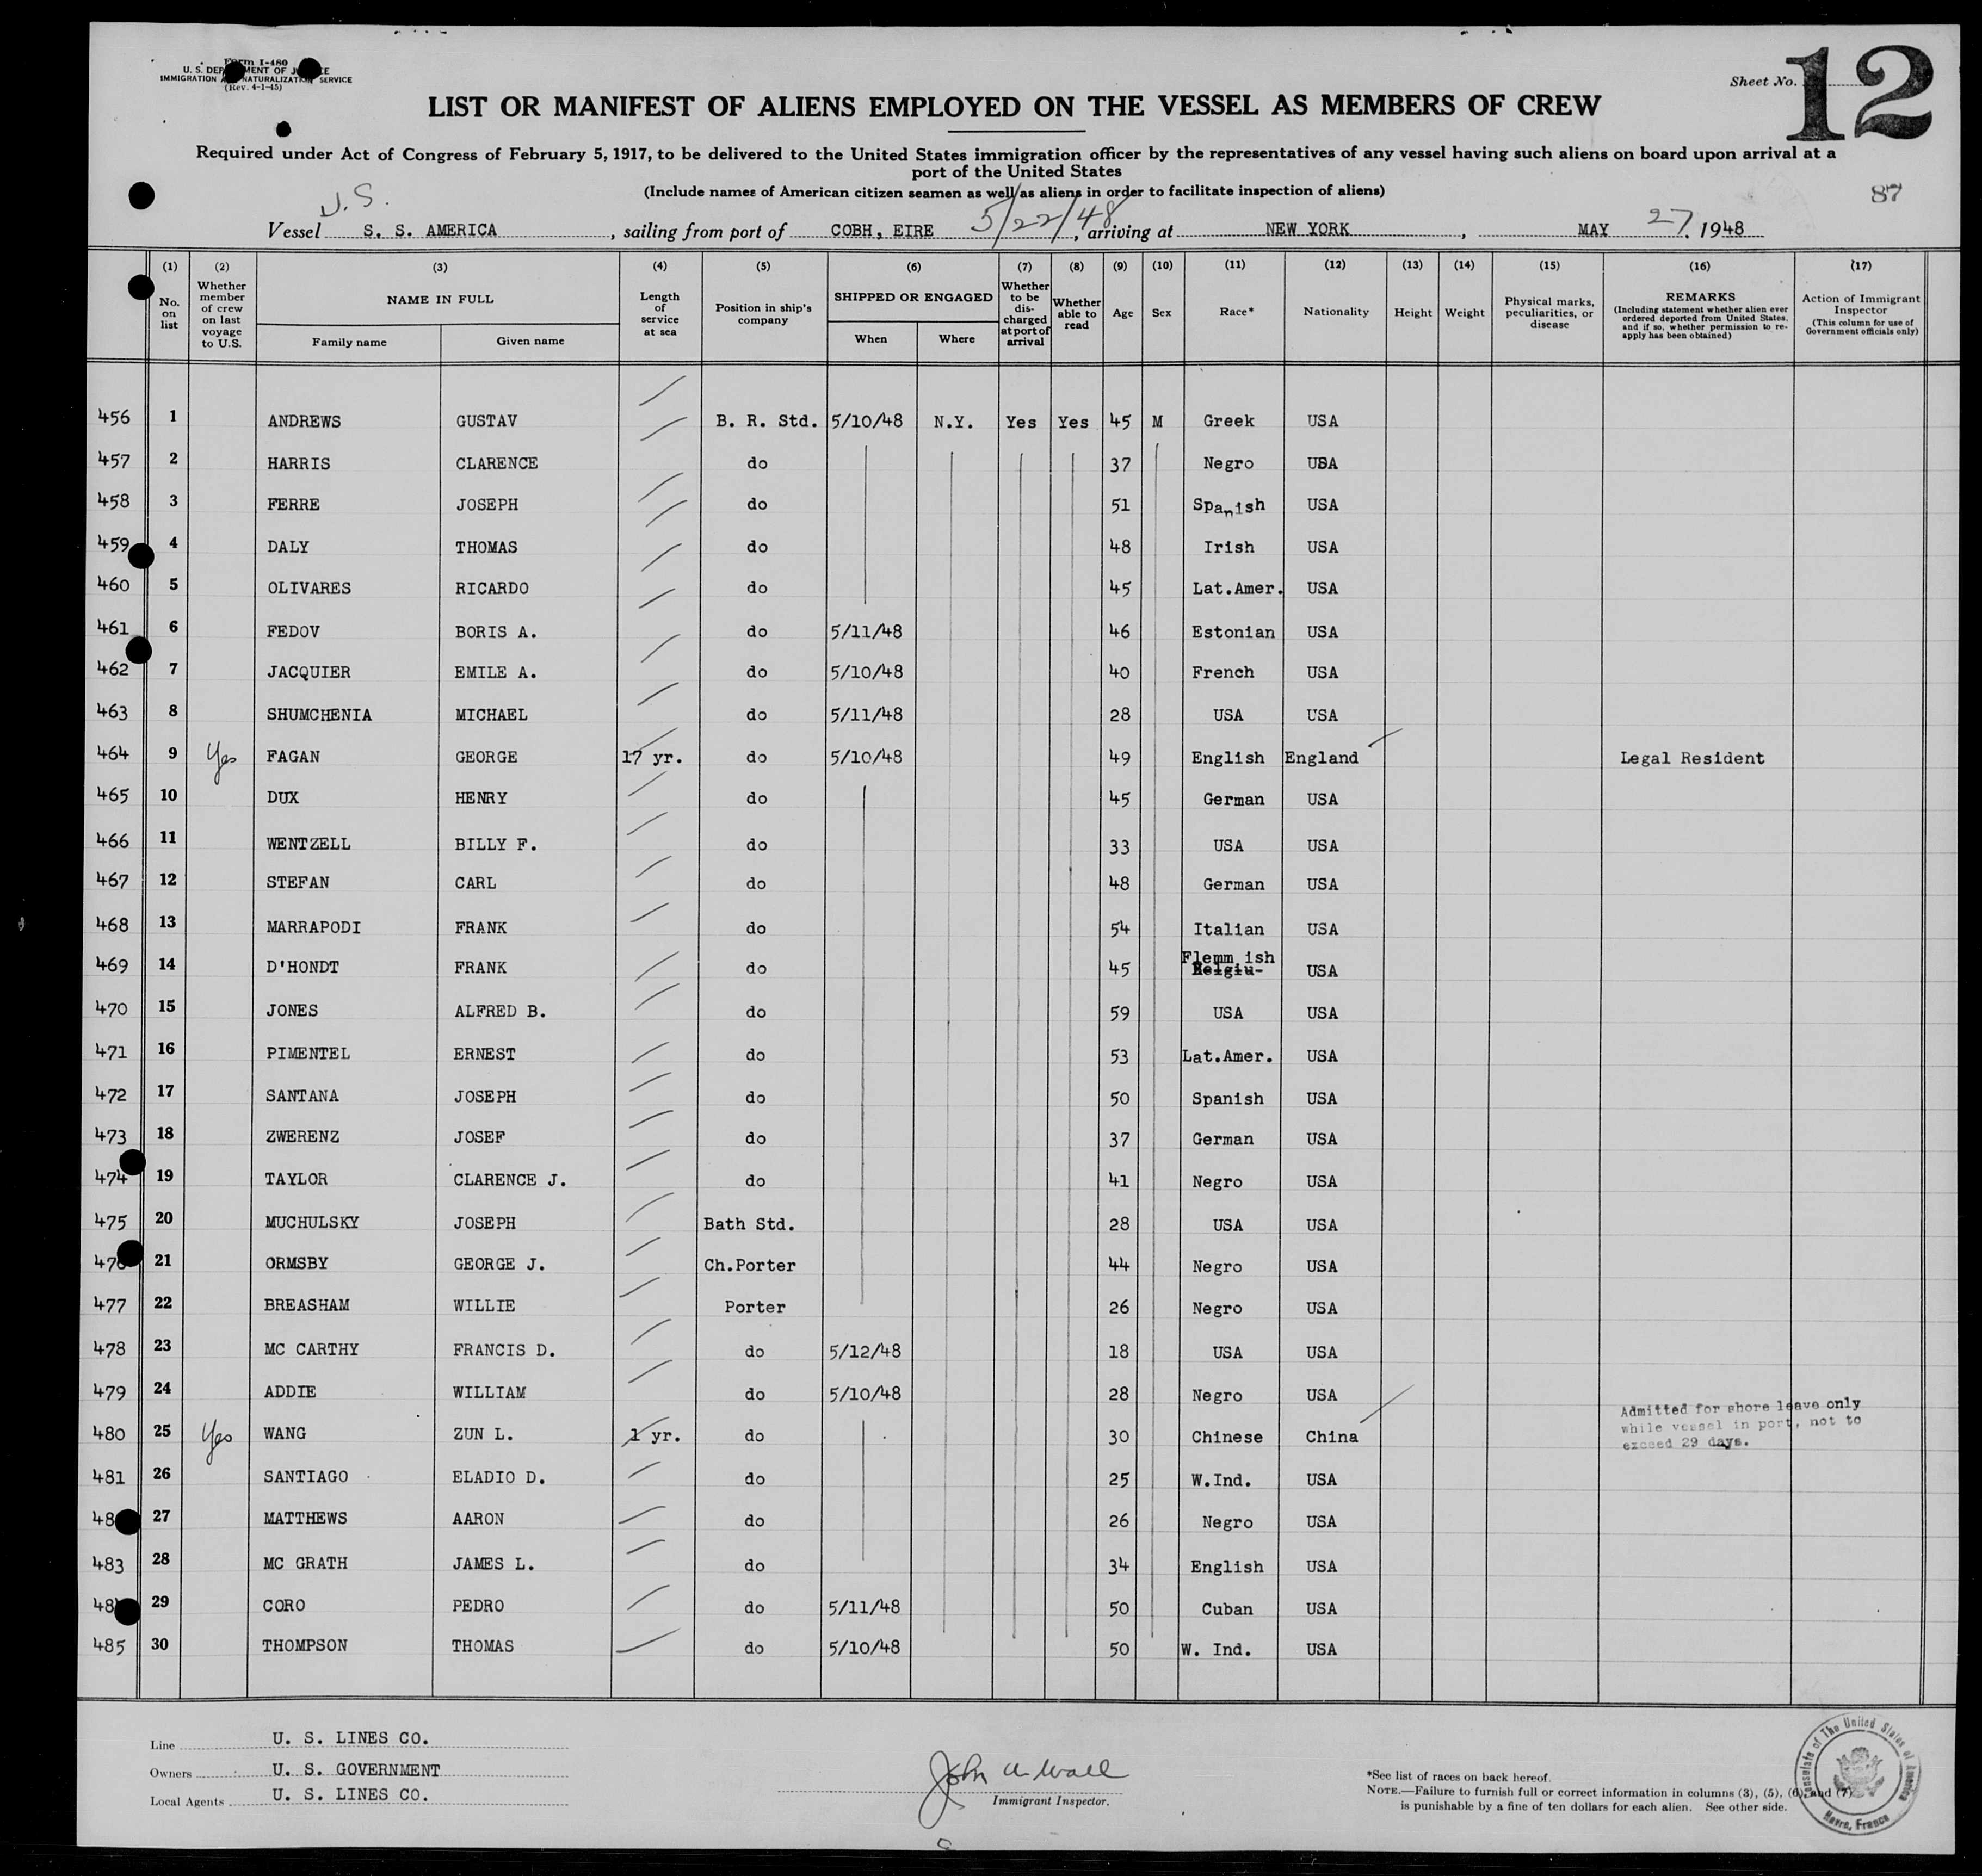 Form I-480
U. S. DEPARTMENT OF JUSTICE
IMMIGRATION AND NATURALIZATION SERVICE
(Rev. 4-1-45)
Sheet No. 12
LIST OR MANIFEST OF ALIENS EMPLOYED ON THE VESSEL AS MEMBERS OF CREW
Required under Act of Congress of February 5, 1917, to be delivered to the United States immigration officer by the representatives of any vessel having such aliens on board upon arrival at a
port of the United States
(Include names of American citizen seamen as well as aliens in order to facilitate inspection of aliens)
87
U.S.
Vessel S. S. AMERICA, sailing from port of COBH, EIRE 5/22/48, arriving at NEW YORK, MAY 27, 1948
(1) No. on list
(2) Whether member of crew on last voyage to U.S.
(3) NAME IN FULL
Family name Given name
(4) Length of service at sea
(5) Position in ship's company
(6) SHIPPED OR ENGAGED
When Where
(7) Whether to be discharged at port of arrival
(8) Whether able to read
(9) Age
(10) Sex
(11) Race*
(12) Nationality
(13) Height
(14) Weight
(15) Physical marks, peculiarities, or disease
(16) REMARKS (Including statement whether alien ever ordered deported from United States, and if so, whether permission to reapply has been obtained)
(17) Action of Immigrant Inspector (This column for use of Government officials only)
456 1 ANDREWS GUSTAV B. R. Std. 5/10/48 N.Y. Yes Yes 45 M Greek USA
457 2 HARRIS CLARENCE do 37 Negro USA
458 3 FERRE JOSEPH do 51 Spanish USA
459 4 DALY THOMAS do 48 Irish USA
460 5 OLIVARES RICARDO do 45 Lat.Amer. USA
461 6 FEDOV BORIS A. do 5/11/48 46 Estonian USA
462 7 JACQUIER EMILE A. do 5/10/48 40 French USA
463 8 SHUMCHENIA MICHAEL do 5/11/48 28 USA USA
464 9 Yes FAGAN GEORGE 17 yr. do 5/10/48 49 English England Legal Resident
465 10 DUX HENRY do 45 German USA
466 11 WENTZELL BILLY F. do 33 USA USA
467 12 STEFAN CARL do 48 German USA
468 13 MARRAPODI FRANK do 54 Italian USA
469 14 D'HONDT FRANK do 45 Flemm ish Belgiu- USA
470 15 JONES ALFRED B. do 59 USA USA
471 16 PIMENTEL ERNEST do 53 Lat.Amer. USA
472 17 SANTANA JOSEPH do 50 Spanish USA
473 18 ZWERENZ JOSEF do 37 German USA
474 19 TAYLOR CLARENCE J. do 41 Negro USA
475 20 MUCHULSKY JOSEPH Bath Std. 28 USA USA
476 21 ORMSBY GEORGE J. Ch.Porter 44 Negro USA
477 22 BREASHAM WILLIE Porter 26 Negro USA
478 23 MC CARTHY FRANCIS D. do 5/12/48 18 USA USA
479 24 ADDIE WILLIAM do 5/10/48 28 Negro USA
480 25 Yes WANG ZUN L. 1 yr. do 30 Chinese China Admitted for shore leave only while vessel in port, not to exceed 29 days.
481 26 SANTIAGO ELADIO D. do 25 W.Ind. USA
48 27 MATTHEWS AARON do 26 Negro USA
483 28 MC GRATH JAMES L. do 34 English USA
48 29 CORO PEDRO do 5/11/48 50 Cuban USA
485 30 THOMPSON THOMAS do 5/10/48 50 W. Ind. USA
Line U. S. LINES CO.
Owners U. S. GOVERNMENT
Local Agents U. S. LINES CO.
John A. Wall
Immigrant Inspector.
*See list of races on back hereof.
NOTE.—Failure to furnish full or correct information in columns (3), (5), (6), and (7)
is punishable by a fine of ten dollars for each alien. See other side.
Consulate of The United States of America
Havre, France